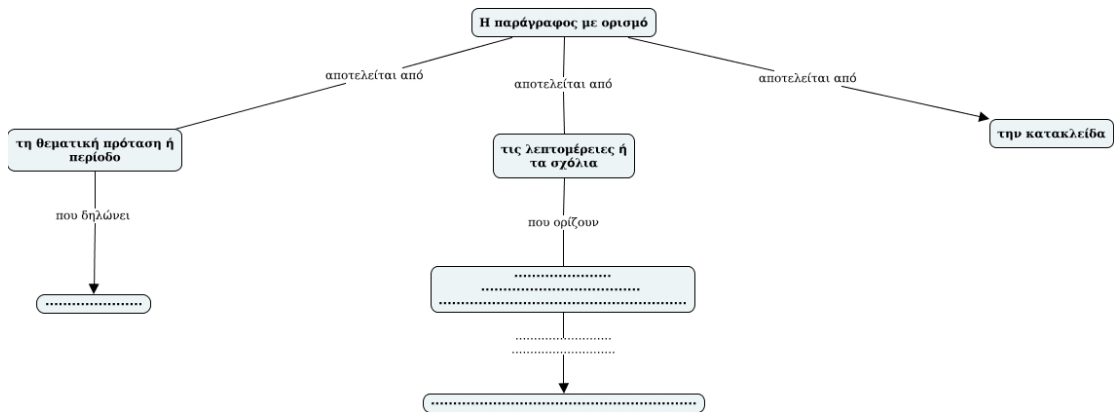 Η παράγραφος με ορισμό
αποτελείται από
αποτελείται από
αποτελείται από
τη θεματική πρόταση ή
περίοδο
τις λεπτομέρειες ή
τα σχόλια
την κατακλείδα
που δηλώνει
που ορίζουν
......................
....................................
........................................................
......................
..........................
............................
............................................................